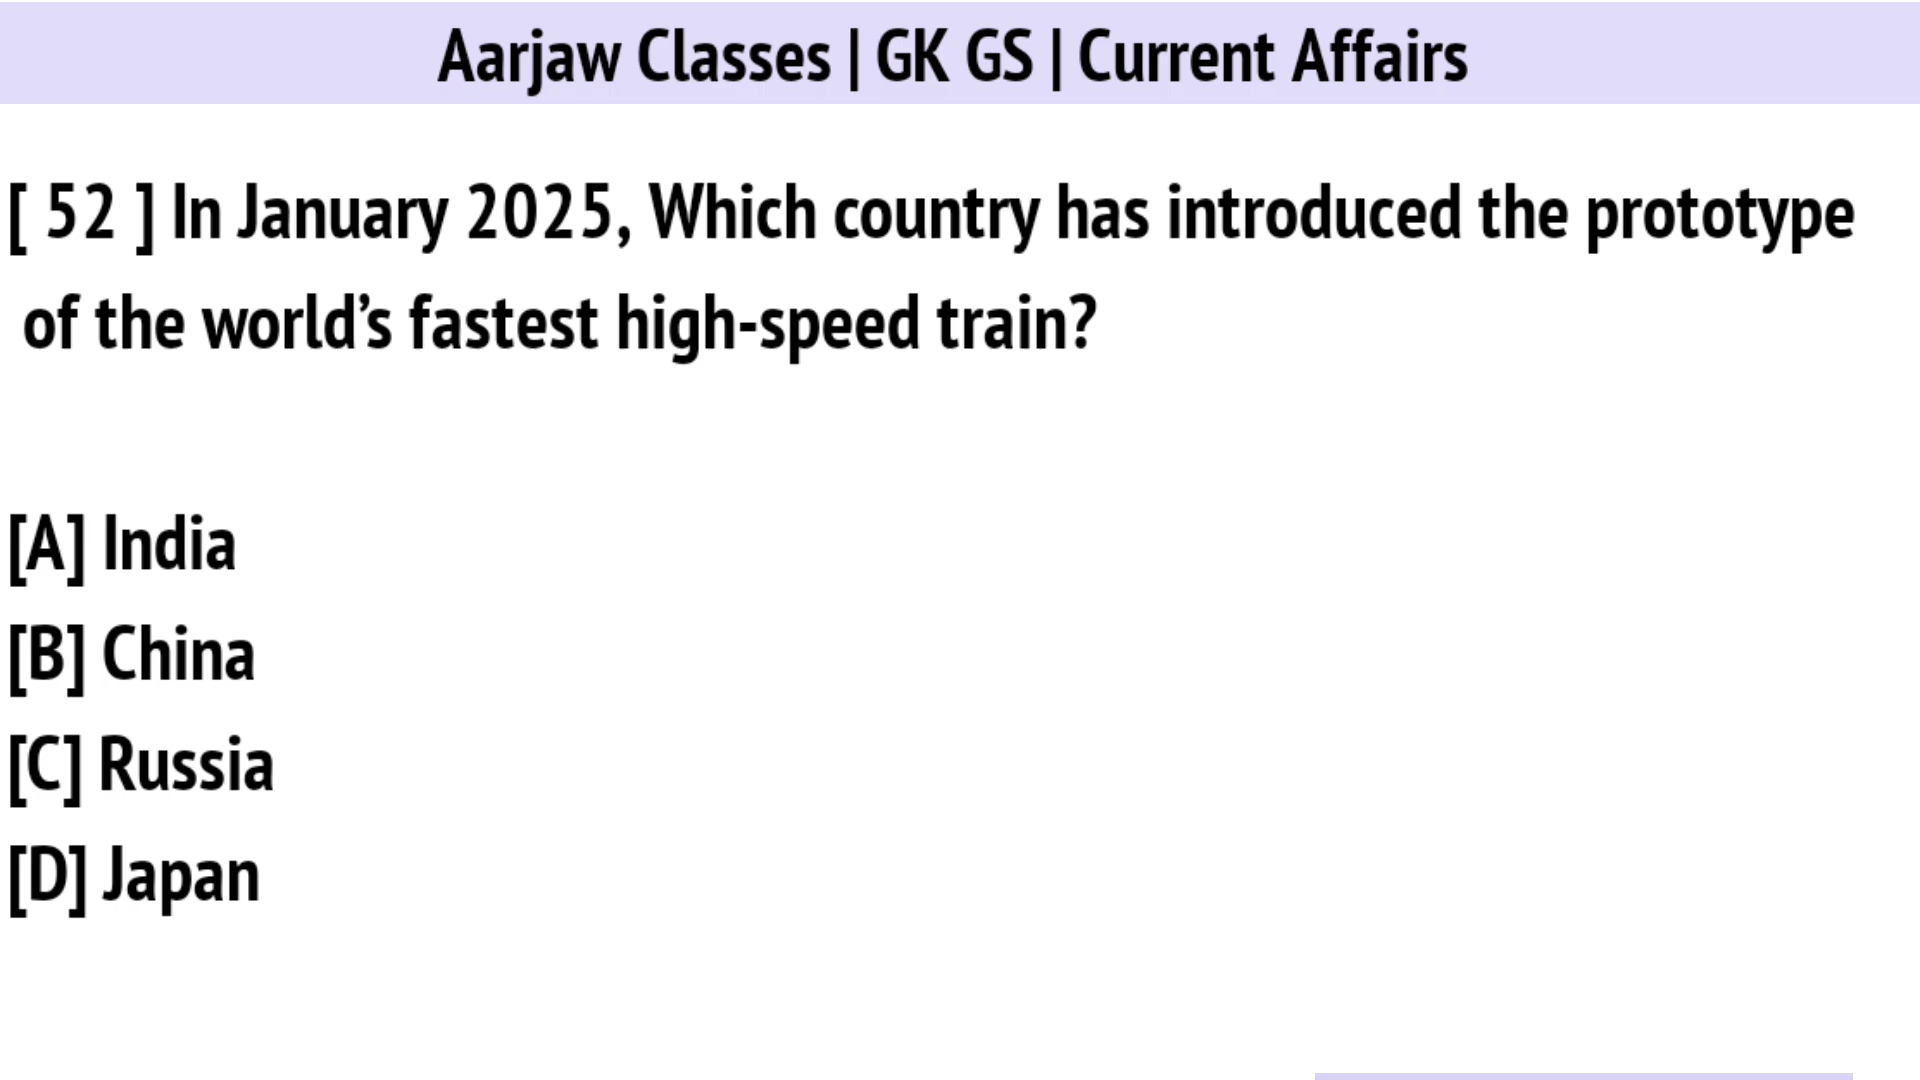 Aarjaw Classes | GK GS | Current Affairs
[ 52 ] In January 2025, Which country has introduced the prototype
of the world’s fastest high-speed train?
[A] India
[B] China
[C] Russia
[D] Japan